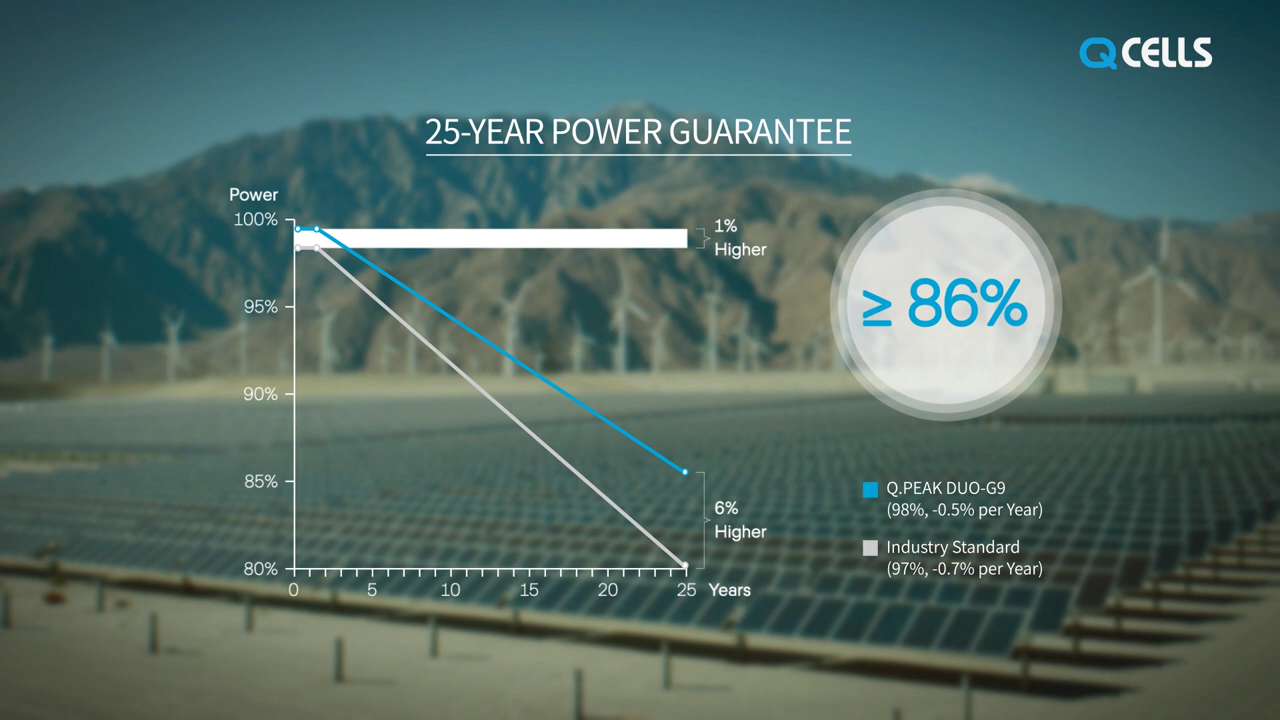 QCELLS
25-YEAR POWER GUARANTEE
Power
100%
95%
90%
85%
80%
0 5 10 15 20 25 Years
1%
Higher
6%
Higher
≥ 86%
Q.PEAK DUO-G9
(98%, -0.5% per Year)
Industry Standard
(97%, -0.7% per Year)